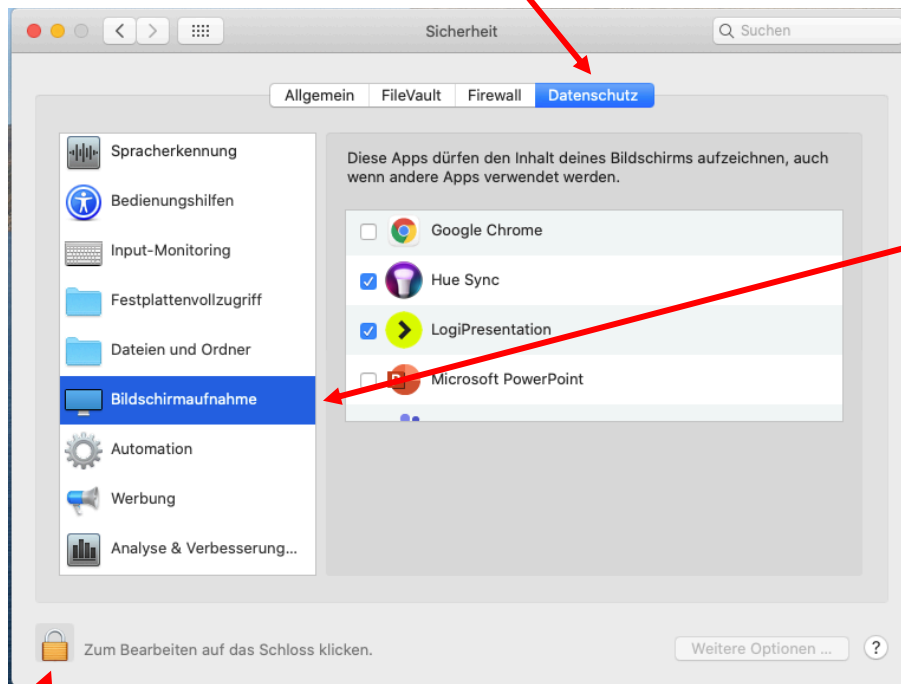 Sicherheit
Suchen
Allgemein FileVault Firewall Datenschutz
Spracherkennung
Bedienungshilfen
Input-Monitoring
Festplattenvollzugriff
Dateien und Ordner
Bildschirmaufnahme
Automation
Werbung
Analyse & Verbesserung...
Diese Apps dürfen den Inhalt deines Bildschirms aufzeichnen, auch
wenn andere Apps verwendet werden.
Google Chrome
Hue Sync
LogiPresentation
Microsoft PowerPoint
Zum Bearbeiten auf das Schloss klicken.
Weitere Optionen ...
?